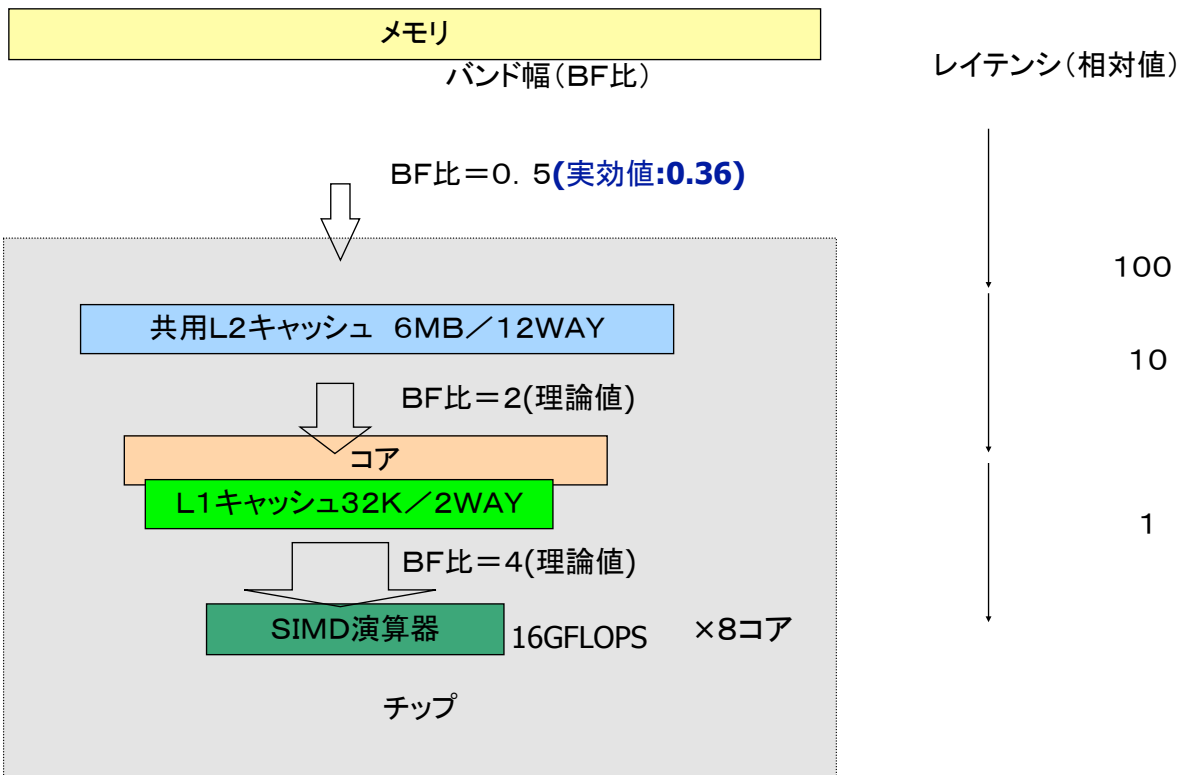 メモリ
バンド幅（ＢＦ比）
レイテンシ（相対値）
ＢＦ比＝０．５(実効値:0.36)
１００
共用Ｌ２キャッシュ　６ＭＢ／１２ＷＡＹ
１０
ＢＦ比＝２(理論値)
コア
Ｌ１キャッシュ３２Ｋ／２ＷＡＹ
１
ＢＦ比＝４(理論値)
ＳＩＭＤ演算器
16GFLOPS
×８コア
チップ